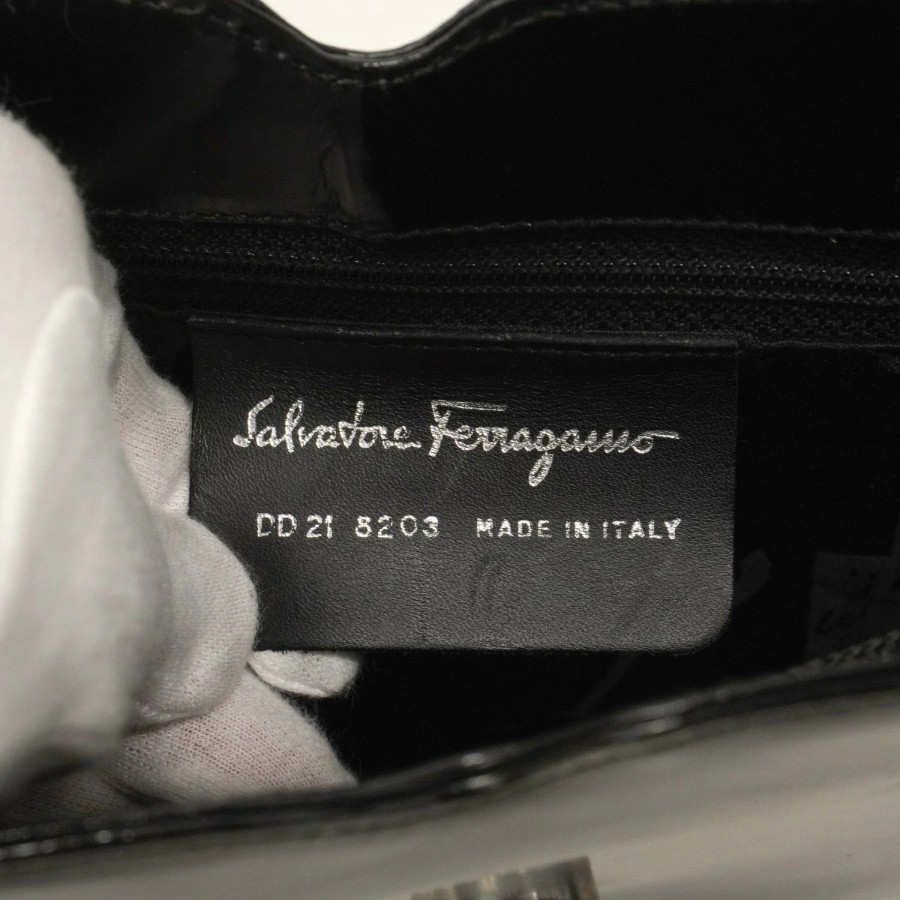 Salvatore Ferragamo
DD 21 8203 MADE IN ITALY